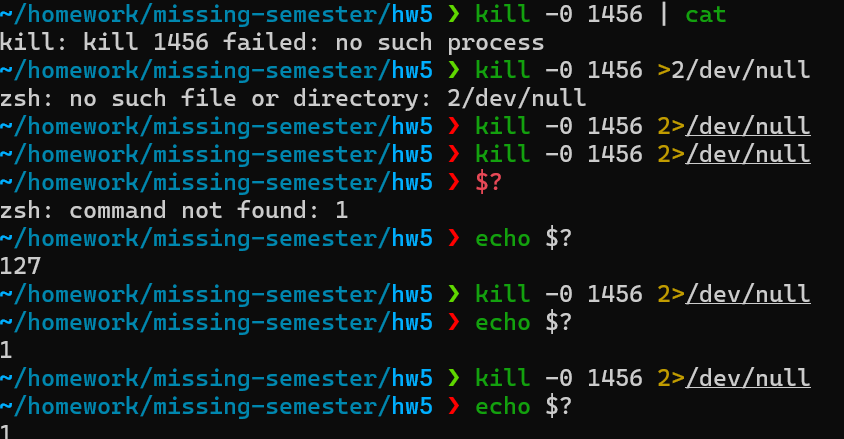 ~/homework/missing-semester/hw5 ❯ kill -0 1456 | cat
kill: kill 1456 failed: no such process
~/homework/missing-semester/hw5 ❯ kill -0 1456 >2/dev/null
zsh: no such file or directory: 2/dev/null
~/homework/missing-semester/hw5 ❯ kill -0 1456 2>/dev/null
~/homework/missing-semester/hw5 ❯ kill -0 1456 2>/dev/null
~/homework/missing-semester/hw5 ❯ $?
zsh: command not found: 1
~/homework/missing-semester/hw5 ❯ echo $?
127
~/homework/missing-semester/hw5 ❯ kill -0 1456 2>/dev/null
~/homework/missing-semester/hw5 ❯ echo $?
1
~/homework/missing-semester/hw5 ❯ kill -0 1456 2>/dev/null
~/homework/missing-semester/hw5 ❯ echo $?
1